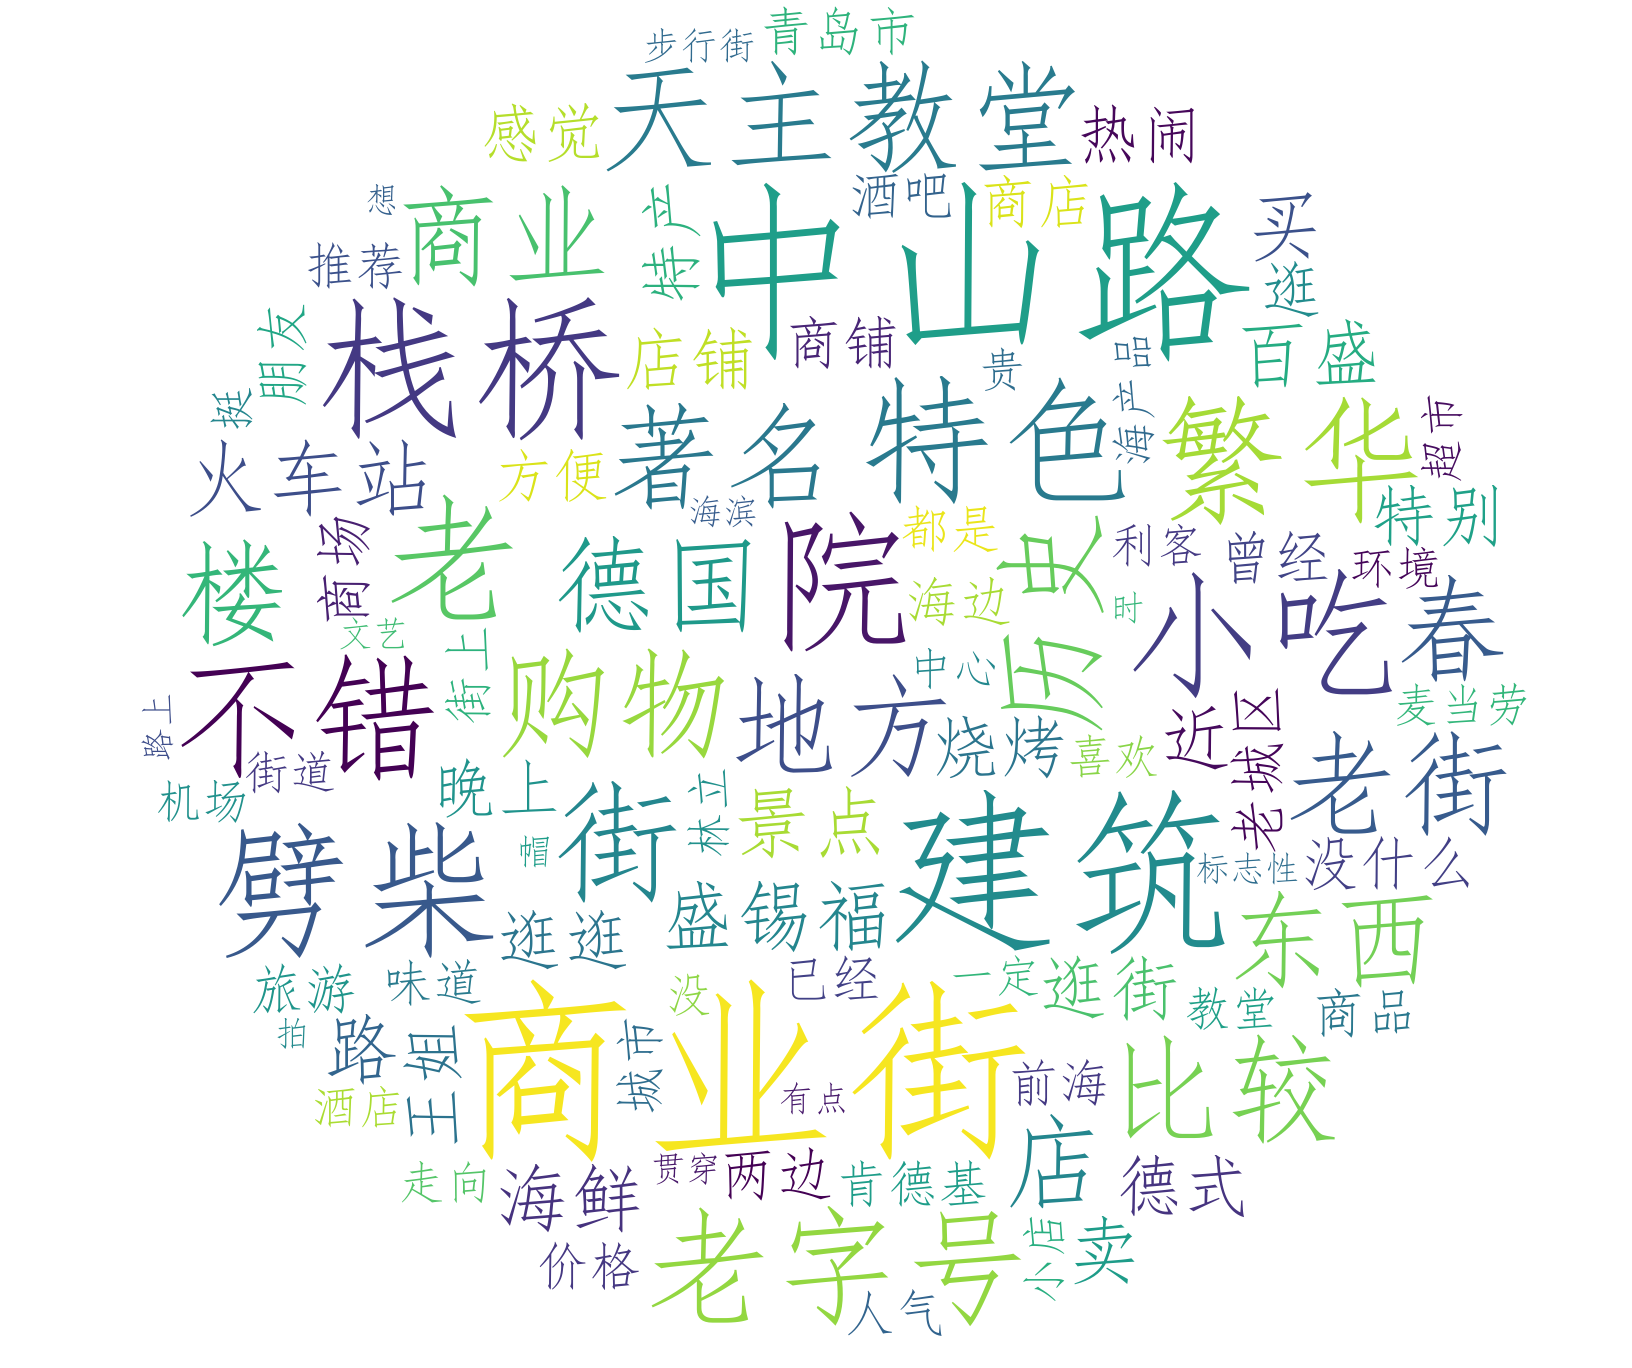 步行街
青岛市
感觉
天主教堂
热闹
想
商业
特产
酒吧
商店
买
推荐
中山路
逛
朋友
栈桥
店铺
商铺
贵
海产品
百盛
挺
火车站
方便
著名
特色
繁华
超市
特别
海滨
商场
老
德国
院
都是
历史
利客
曾经
环境
楼
文艺
街上
海边
时
小吃
春
不错
购物
地方
中心
近
老城区
麦当劳
路上
街道
机场
晚上
烧烤
喜欢
老街
劈柴
帽
街
林立
景点
建筑
标志性
没什么
逛逛
盛锡福
东西
旅游
味道
没
已经
一定
逛街
教堂
商品
拍
路
王姐
商业街
城市
有点
前海
比较
酒店
走向
海鲜
贯穿
两边
肯德基
店
德式
价格
老字号
小店
卖
人气